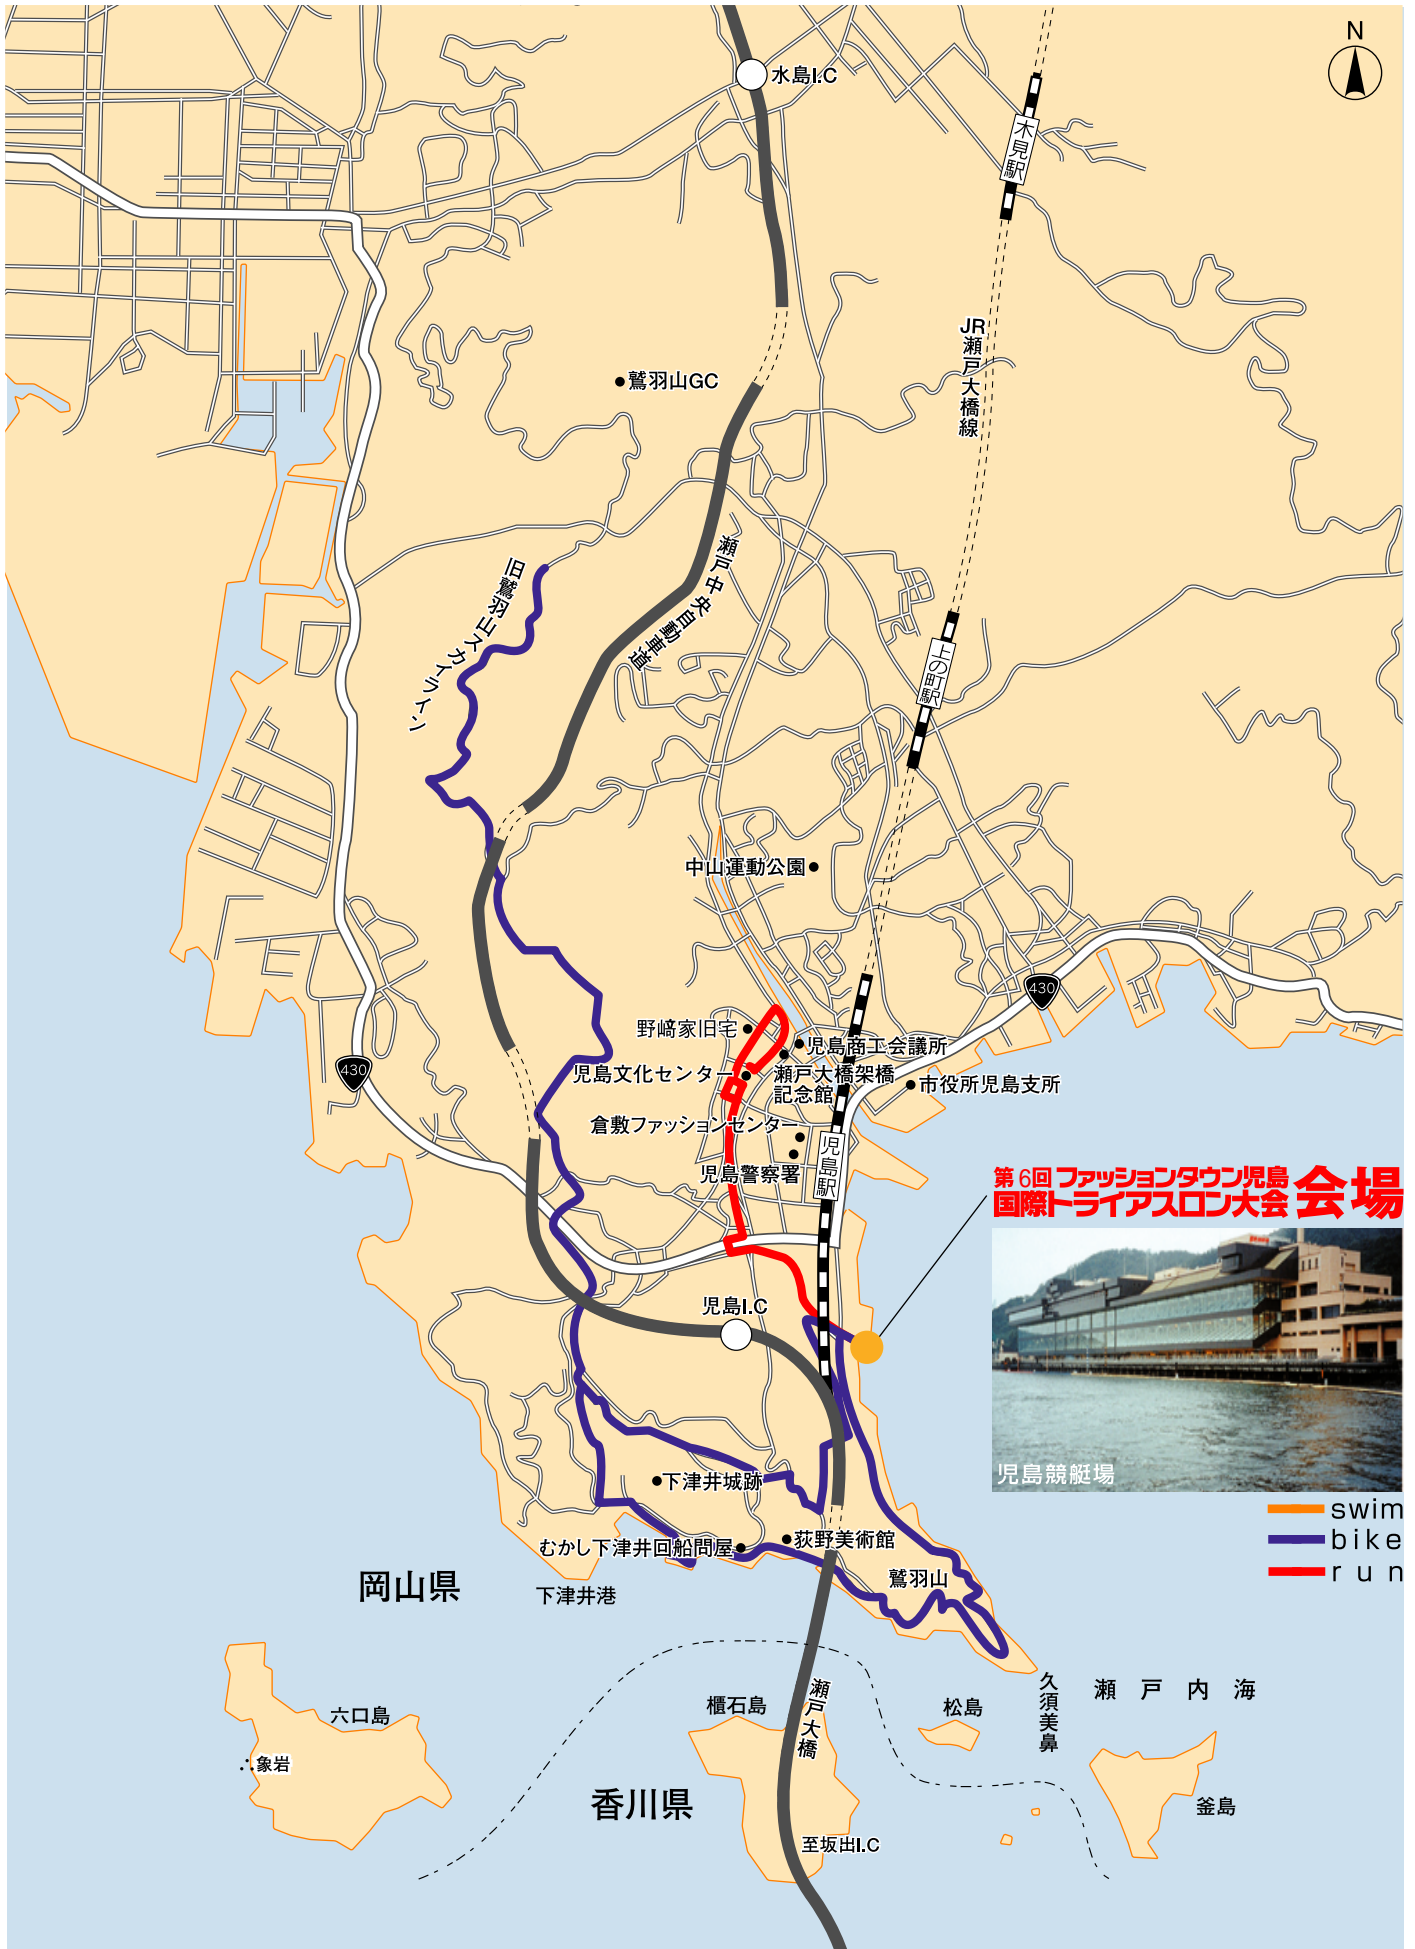 N
水島I.C
木見駅
JR瀬戸大橋線
鷲羽山GC
瀬戸中央自動車道
旧鷲羽山スカイライン
上の町駅
中山運動公園
430
野﨑家旧宅
児島商工会議所
430
児島文化センター
瀬戸大橋架橋
記念館
市役所児島支所
倉敷ファッションセンター
児島駅
児島警察署
第6回 ファッションタウン児島
国際トライアスロン大会 会場
児島I.C
児島競艇場
下津井城跡
swim
bike
run
むかし下津井回船問屋
荻野美術館
鷲羽山
岡山県
下津井港
久須美鼻
瀬戸内海
六口島
櫃石島
瀬戸大橋
松島
象岩
香川県
釜島
至坂出I.C